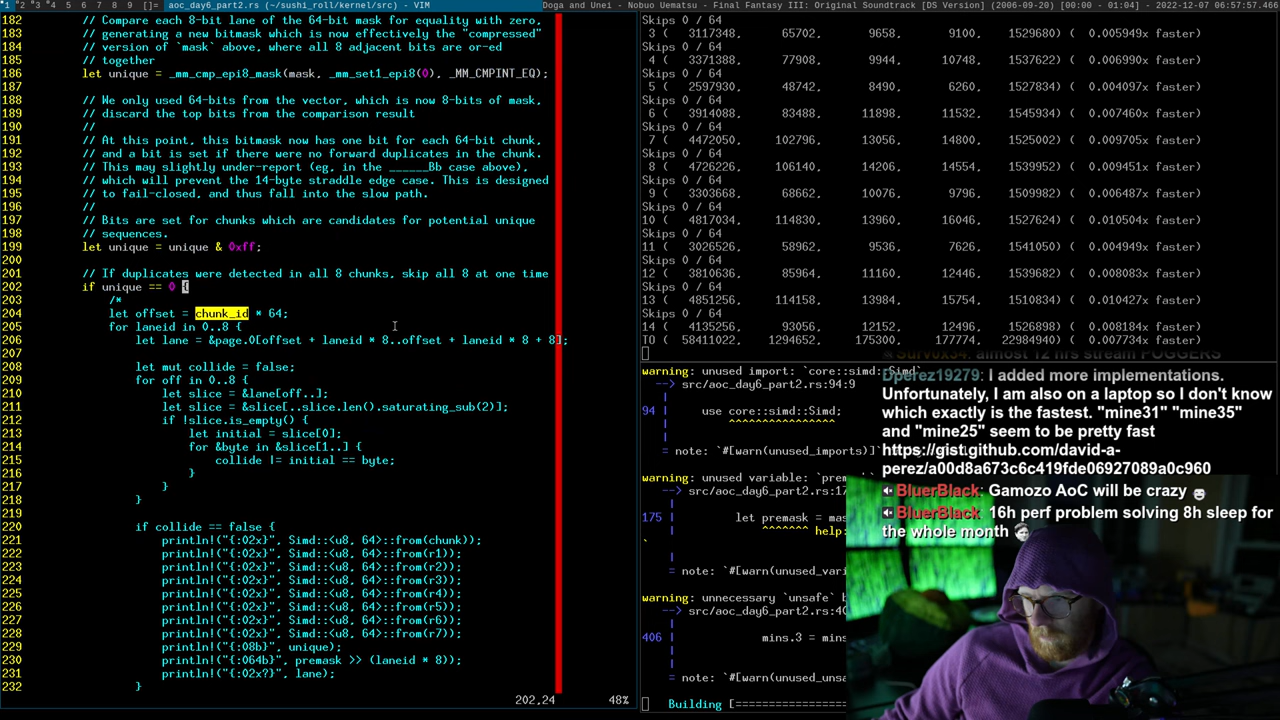 1 2 3 4 5 6 7 8 9 []= aoc_day6_part2.rs (~/sushi_roll/kernel/src) - VIM
Doga and Unei - Nobuo Uematsu - Final Fantasy III: Original Soundtrack [DS Version] (2006-09-20) [00:00 - 01:04] - 2022-12-07 06:57:57.466
182 // Compare each 8-bit lane of the 64-bit mask for equality with zero,
183 // generating a new bitmask which is now effectively the "compressed"
184 // version of `mask` above, where all 8 adjacent bits are or-ed
185 // together
186 let unique = _mm_cmp_epi8_mask(mask, _mm_set1_epi8(0), _MM_CMPINT_EQ);
187
188 // We only used 64-bits from the vector, which is now 8-bits of mask,
189 // discard the top bits from the comparison result
190 //
191 // At this point, this bitmask now has one bit for each 64-bit chunk,
192 // and a bit is set if there were no forward duplicates in the chunk.
193 // This may slightly under-report (eg, in the ______Bb case above),
194 // which will prevent the 14-byte straddle edge case. This is designed
195 // to fail-closed, and thus fall into the slow path.
196 //
197 // Bits are set for chunks which are candidates for potential unique
198 // sequences.
199 let unique = unique & 0xff;
200
201 // If duplicates were detected in all 8 chunks, skip all 8 at one time
202 if unique == 0 {
203 /*
204 let offset = chunk_id * 64;
205 for laneid in 0..8 {
206 let lane = &page.0[offset + laneid * 8..offset + laneid * 8 + 8];
207
208 let mut collide = false;
209 for off in 0..8 {
210 let slice = &lane[off..];
211 let slice = &slice[..slice.len().saturating_sub(2)];
212 if !slice.is_empty() {
213 let initial = slice[0];
214 for &byte in &slice[1..] {
215 collide |= initial == byte;
216 }
217 }
218 }
219
220 if collide == false {
221 println!("{:02x}", Simd::<u8, 64>::from(chunk));
222 println!("{:02x}", Simd::<u8, 64>::from(r1));
223 println!("{:02x}", Simd::<u8, 64>::from(r2));
224 println!("{:02x}", Simd::<u8, 64>::from(r3));
225 println!("{:02x}", Simd::<u8, 64>::from(r4));
226 println!("{:02x}", Simd::<u8, 64>::from(r5));
227 println!("{:02x}", Simd::<u8, 64>::from(r6));
228 println!("{:02x}", Simd::<u8, 64>::from(r7));
229 println!("{:08b}", unique);
230 println!("{:064b}", premask >> (laneid * 8));
231 println!("{:02x?}", lane);
232 }
202,24 48%
Skips 0 / 64
3 ( 3117348, 65702, 9658, 9100, 1529680) ( 0.005949x faster)
Skips 0 / 64
4 ( 3371388, 77908, 9944, 10748, 1537622) ( 0.006990x faster)
Skips 0 / 64
5 ( 2597930, 48742, 8490, 6260, 1527834) ( 0.004097x faster)
Skips 0 / 64
6 ( 3914088, 83488, 11898, 11532, 1545934) ( 0.007460x faster)
Skips 0 / 64
7 ( 4472050, 102796, 13056, 14800, 1525002) ( 0.009705x faster)
Skips 0 / 64
8 ( 4726226, 106140, 14206, 14554, 1539952) ( 0.009451x faster)
Skips 0 / 64
9 ( 3303668, 68662, 10076, 9796, 1509982) ( 0.006487x faster)
Skips 0 / 64
10 ( 4817034, 114830, 13960, 16046, 1527624) ( 0.010504x faster)
Skips 0 / 64
11 ( 3026526, 58962, 9536, 7626, 1541050) ( 0.004949x faster)
Skips 0 / 64
12 ( 3810636, 85964, 11160, 12446, 1539682) ( 0.008083x faster)
Skips 0 / 64
13 ( 4851256, 114158, 13984, 15754, 1510834) ( 0.010427x faster)
Skips 0 / 64
14 ( 4135256, 93056, 12152, 12496, 1526898) ( 0.008184x faster)
TO ( 58411022, 1294652, 175300, 177774, 22984940) ( 0.007734x faster)
warning: unused import: `core::simd::Simd`
--> src/aoc_day6_part2.rs:94:9
|
94 | use core::simd::Simd;
| ^^^^^^^^^^^^^^^^
|
= note: `#[warn(unused_imports)]`
warning: unused variable: `prem
--> src/aoc_day6_part2.rs:17
|
175 | let premask = mas
| ^^^^^^^ help:
`
|
= note: `#[warn(unused_vari
warning: unnecessary `unsafe` b
--> src/aoc_day6_part2.rs:40
|
406 | mins.3 = mins
|
= note: `#[warn(unused_unsa
Building [=================
Survox34: almost 12 hrs stream POGGERS
Dperez19279: I added more implementations.
Unfortunately, I am also on a laptop so I don't know
which exactly is the fastest. "mine31" "mine35"
and "mine25" seem to be pretty fast
https://gist.github.com/david-a-
perez/a00d8a673c6c419fde06927089a0c960
BluerBlack: Gamozo AoC will be crazy
BluerBlack: 16h perf problem solving 8h sleep for
the whole month